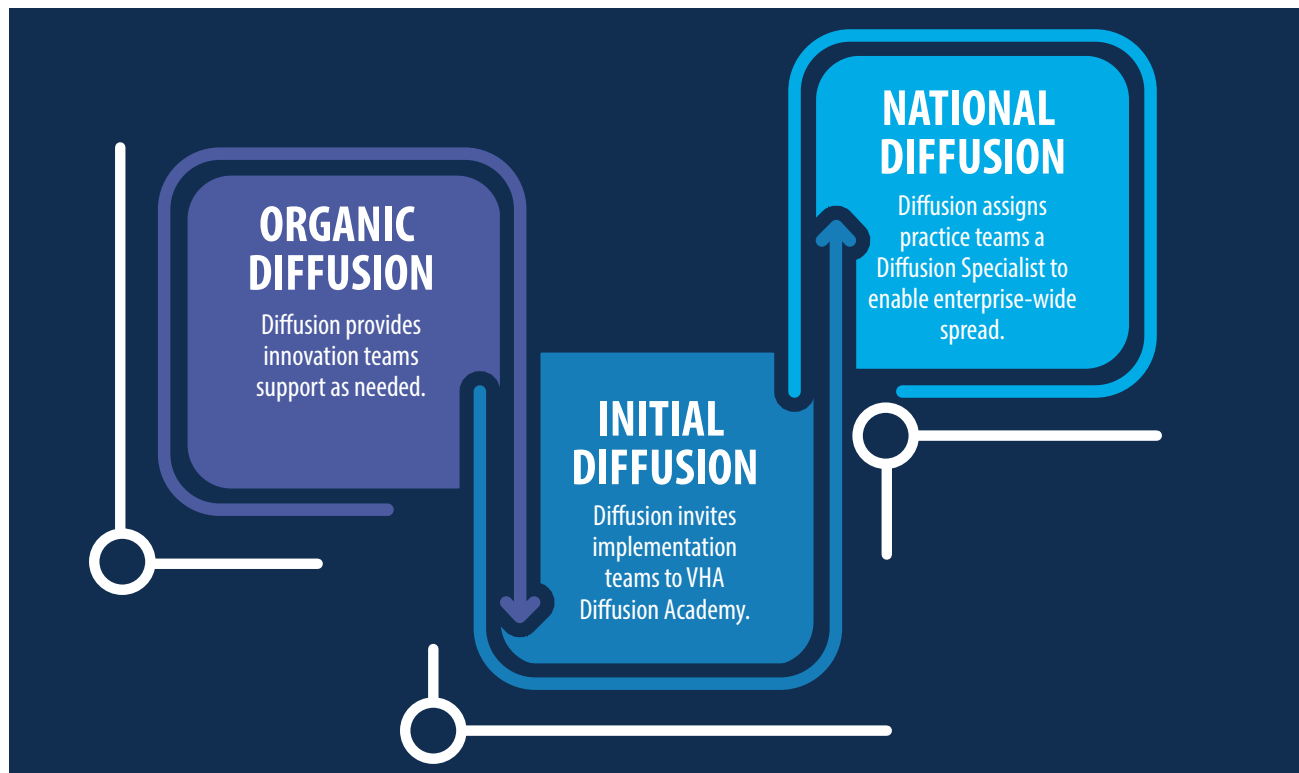 ORGANIC
DIFFUSION
Diffusion provides
innovation teams
support as needed.
INITIAL
DIFFUSION
Diffusion invites
implementation
teams to VHA
Diffusion Academy.
NATIONAL
DIFFUSION
Diffusion assigns
practice teams a
Diffusion Specialist to
enable enterprise-wide
spread.